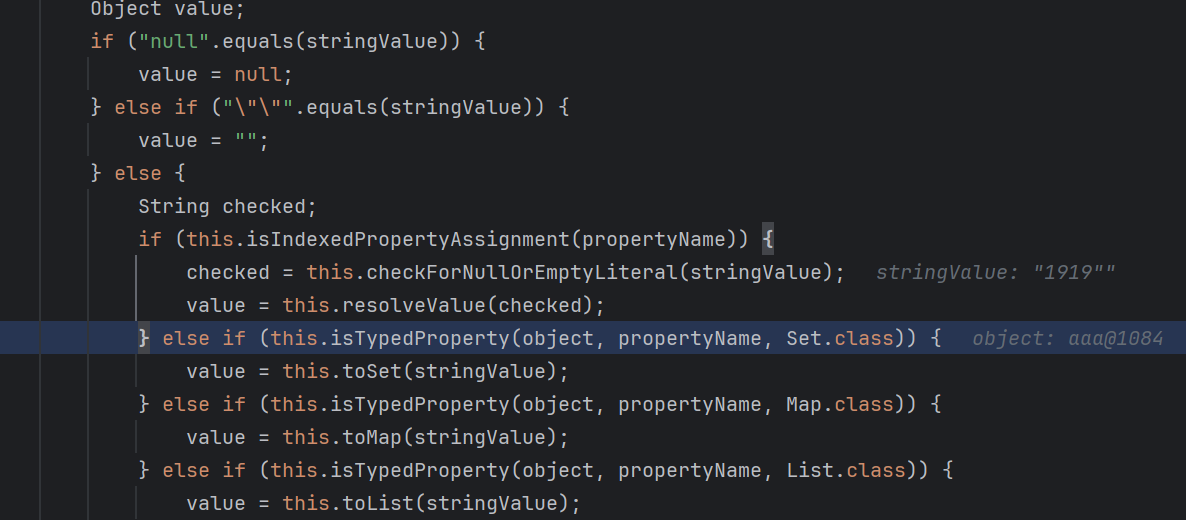 Object value;
if ("null".equals(stringValue)) {
value = null;
} else if ("\"\"".equals(stringValue)) {
value = "";
} else {
String checked;
if (this.isIndexedPropertyAssignment(propertyName)) {
checked = this.checkForNullOrEmptyLiteral(stringValue); stringValue: "1919""
value = this.resolveValue(checked);
} else if (this.isTypedProperty(object, propertyName, Set.class)) { object: aaa@1084
value = this.toSet(stringValue);
} else if (this.isTypedProperty(object, propertyName, Map.class)) {
value = this.toMap(stringValue);
} else if (this.isTypedProperty(object, propertyName, List.class)) {
value = this.toList(stringValue);